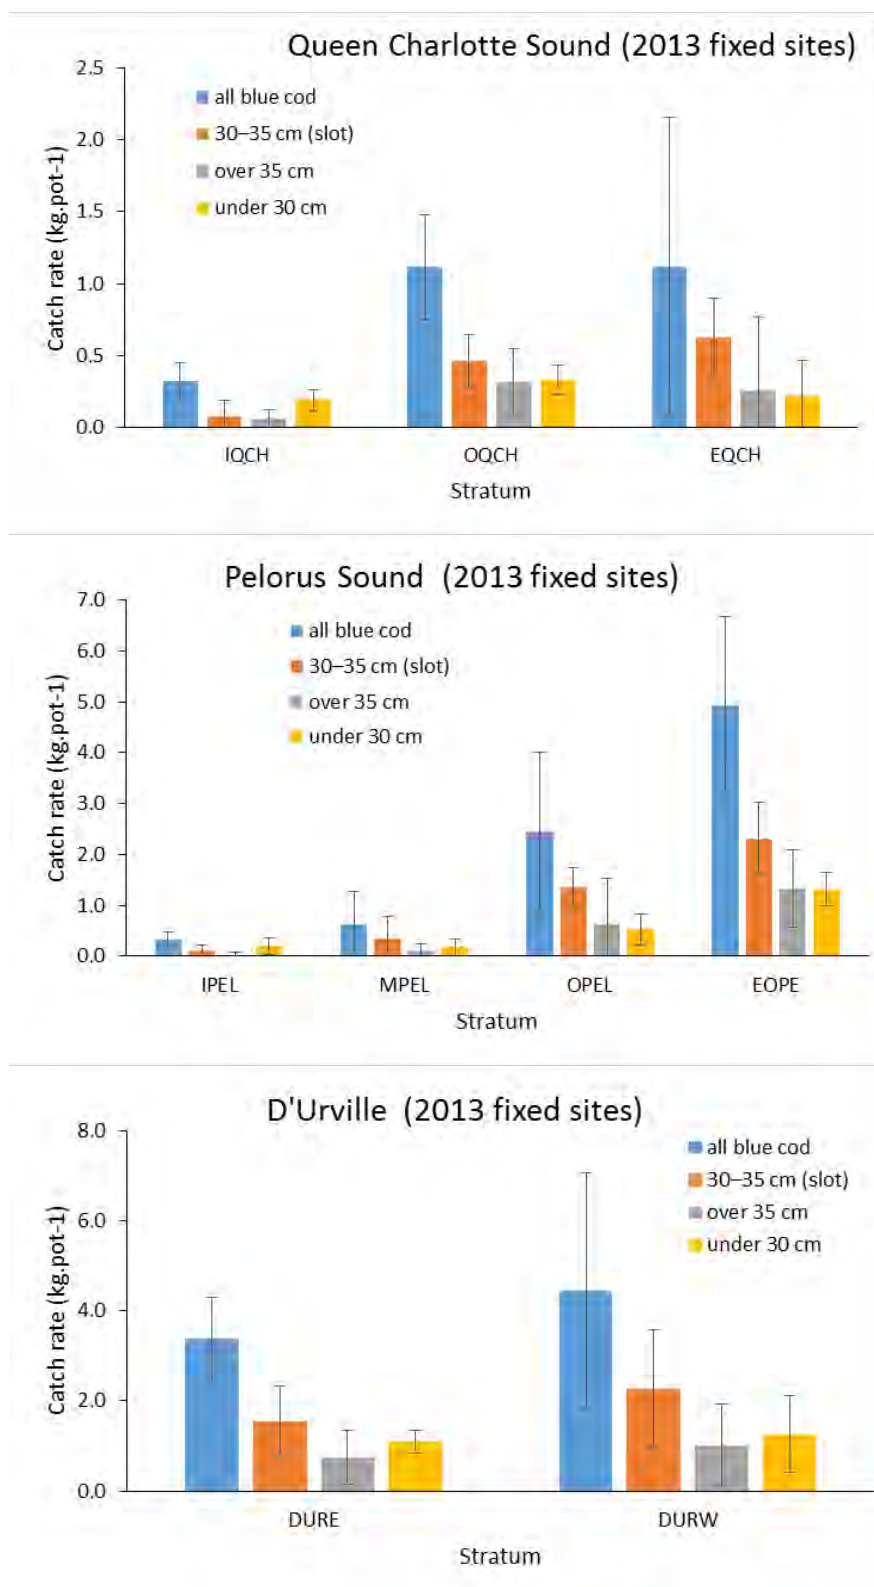 Queen Charlotte Sound (2013 fixed sites)
2.5
2.0
1.5
1.0
0.5
0.0
Catch rate (kg.pot-1)
all blue cod
30–35 cm (slot)
over 35 cm
under 30 cm
IQCH
OQCH
EQCH
Stratum
Pelorus Sound (2013 fixed sites)
7.0
6.0
5.0
4.0
3.0
2.0
1.0
0.0
Catch rate (kg.pot-1)
all blue cod
30–35 cm (slot)
over 35 cm
under 30 cm
IPEL
MPEL
OPEL
EOPE
Stratum
D'Urville (2013 fixed sites)
8.0
6.0
4.0
2.0
0.0
Catch rate (kg.pot-1)
all blue cod
30–35 cm (slot)
over 35 cm
under 30 cm
DURE
DURW
Stratum